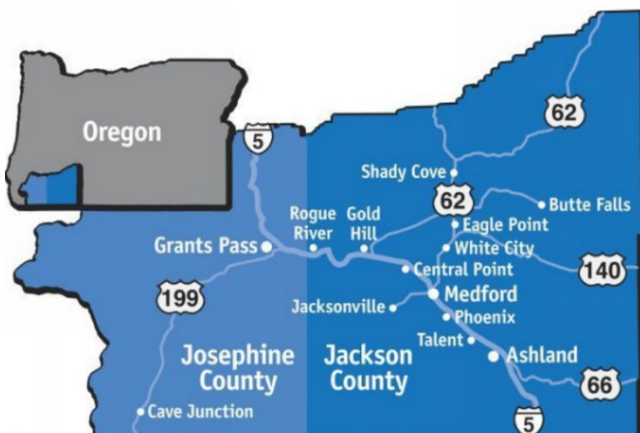 Oregon
5
62
Shady Cove
62
Butte Falls
Rogue
River
Gold
Hill
Eagle Point
Grants Pass
White City
Central Point
140
199
Medford
Jacksonville
Phoenix
Talent
Josephine
County
Jackson
County
Ashland
66
Cave Junction
5